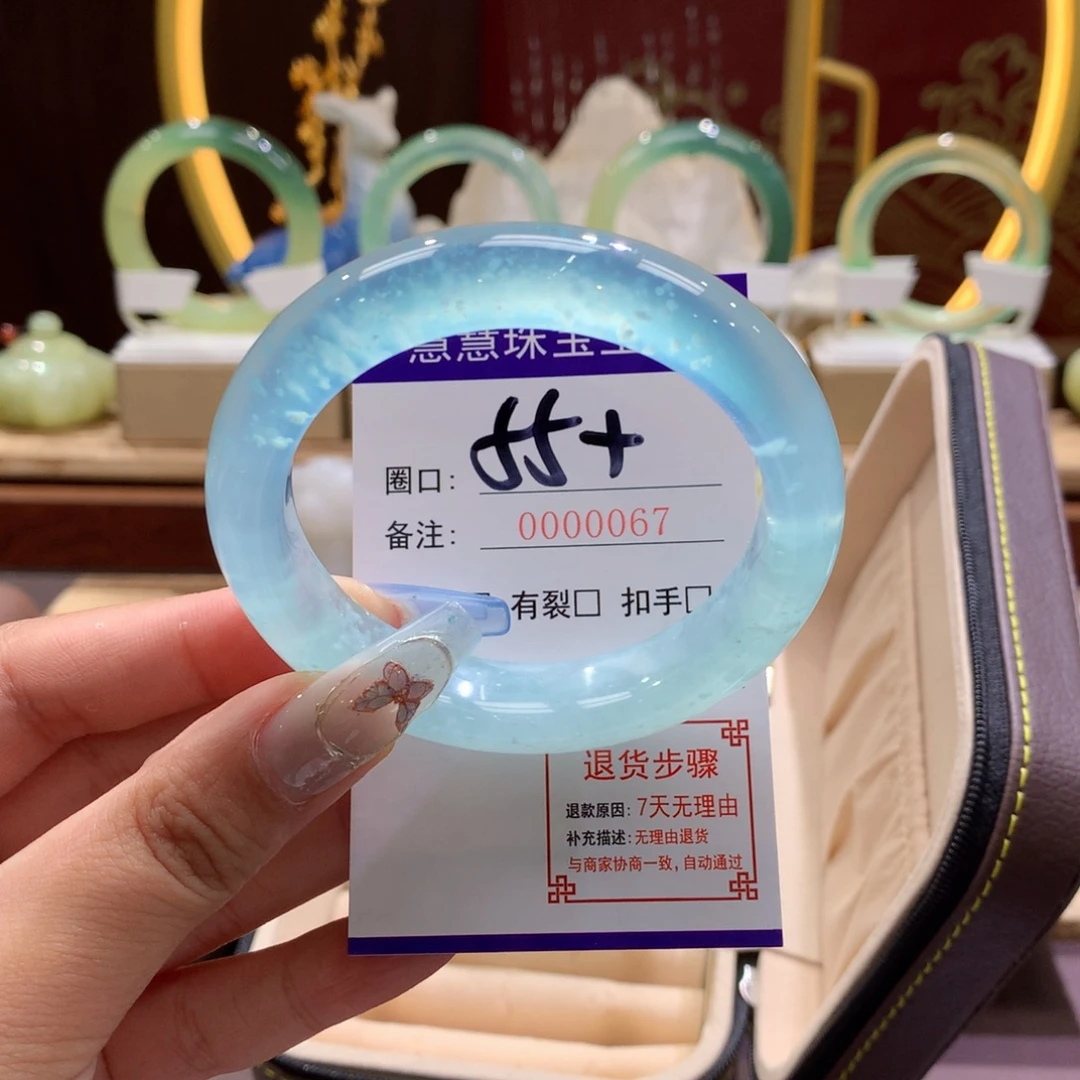 慧慧珠宝
圈口: 55+
备注: 0000067
有裂□ 扣手□
退货步骤
退款原因: 7天无理由
补充描述: 无理由退货
与商家协商一致, 自动通过